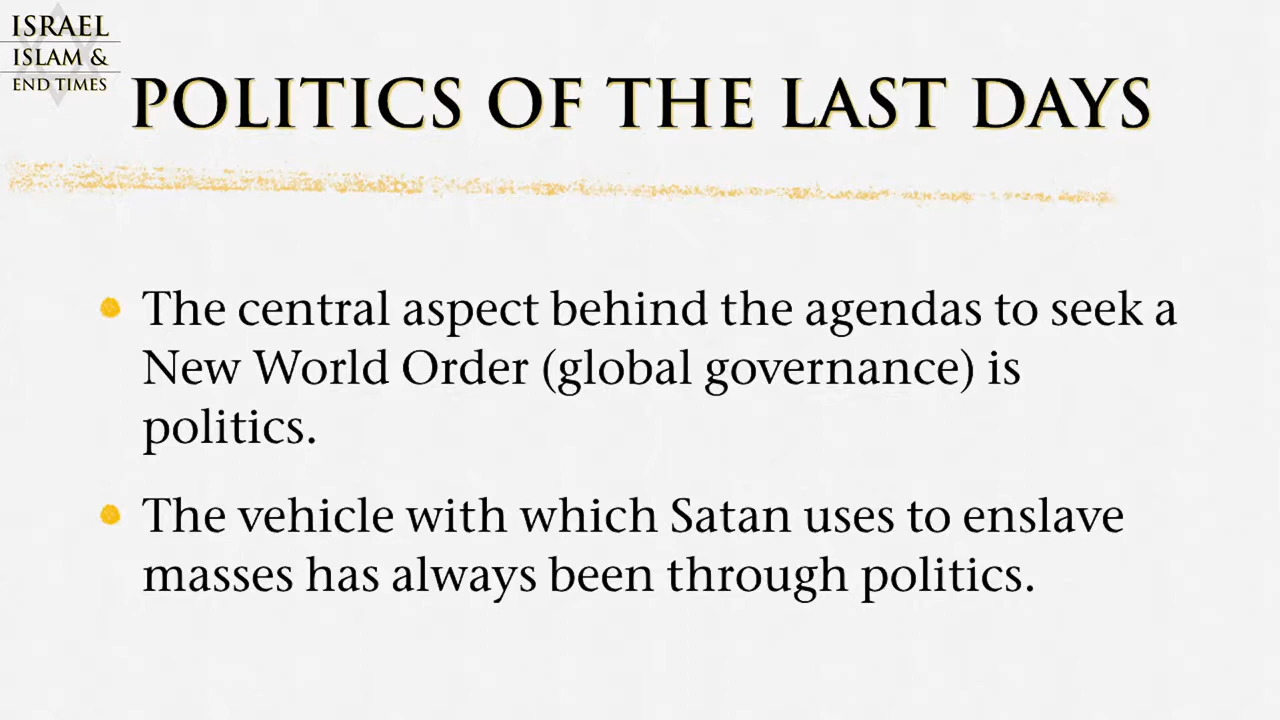 ISRAEL
ISLAM &
END TIMES
POLITICS OF THE LAST DAYS
• The central aspect behind the agendas to seek a
New World Order (global governance) is
politics.
• The vehicle with which Satan uses to enslave
masses has always been through politics.